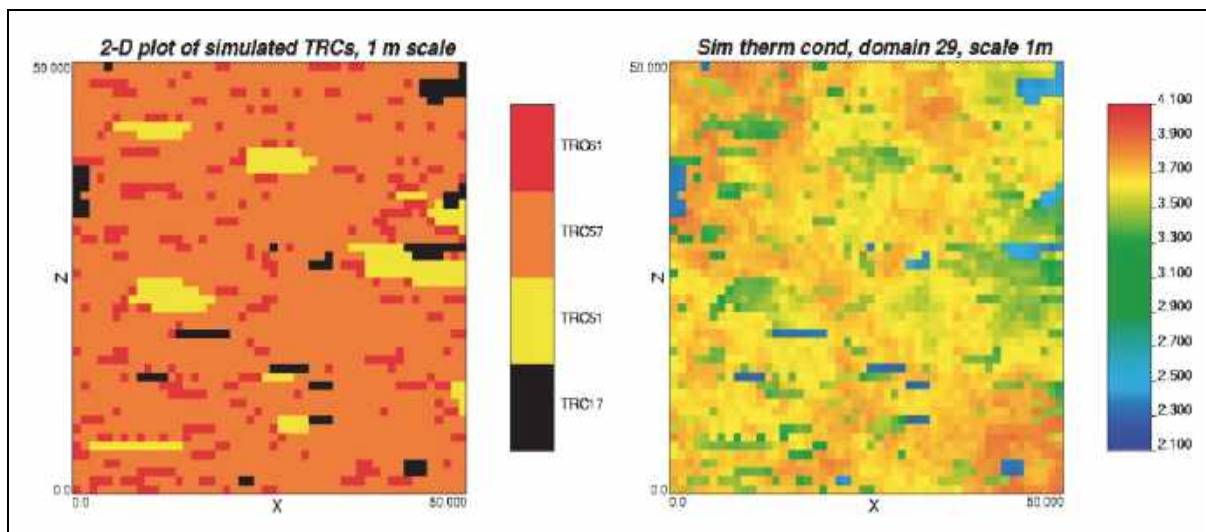 2-D plot of simulated TRCs, 1 m scale
50.000
Z
0.0
0.0
X
50.000
TRC61
TRC57
TRC51
TRC17
Sim therm cond, domain 29, scale 1m
50.000
Z
0.0
0.0
X
50.000
4.100
3.900
3.700
3.500
3.300
3.100
2.900
2.700
2.500
2.300
2.100